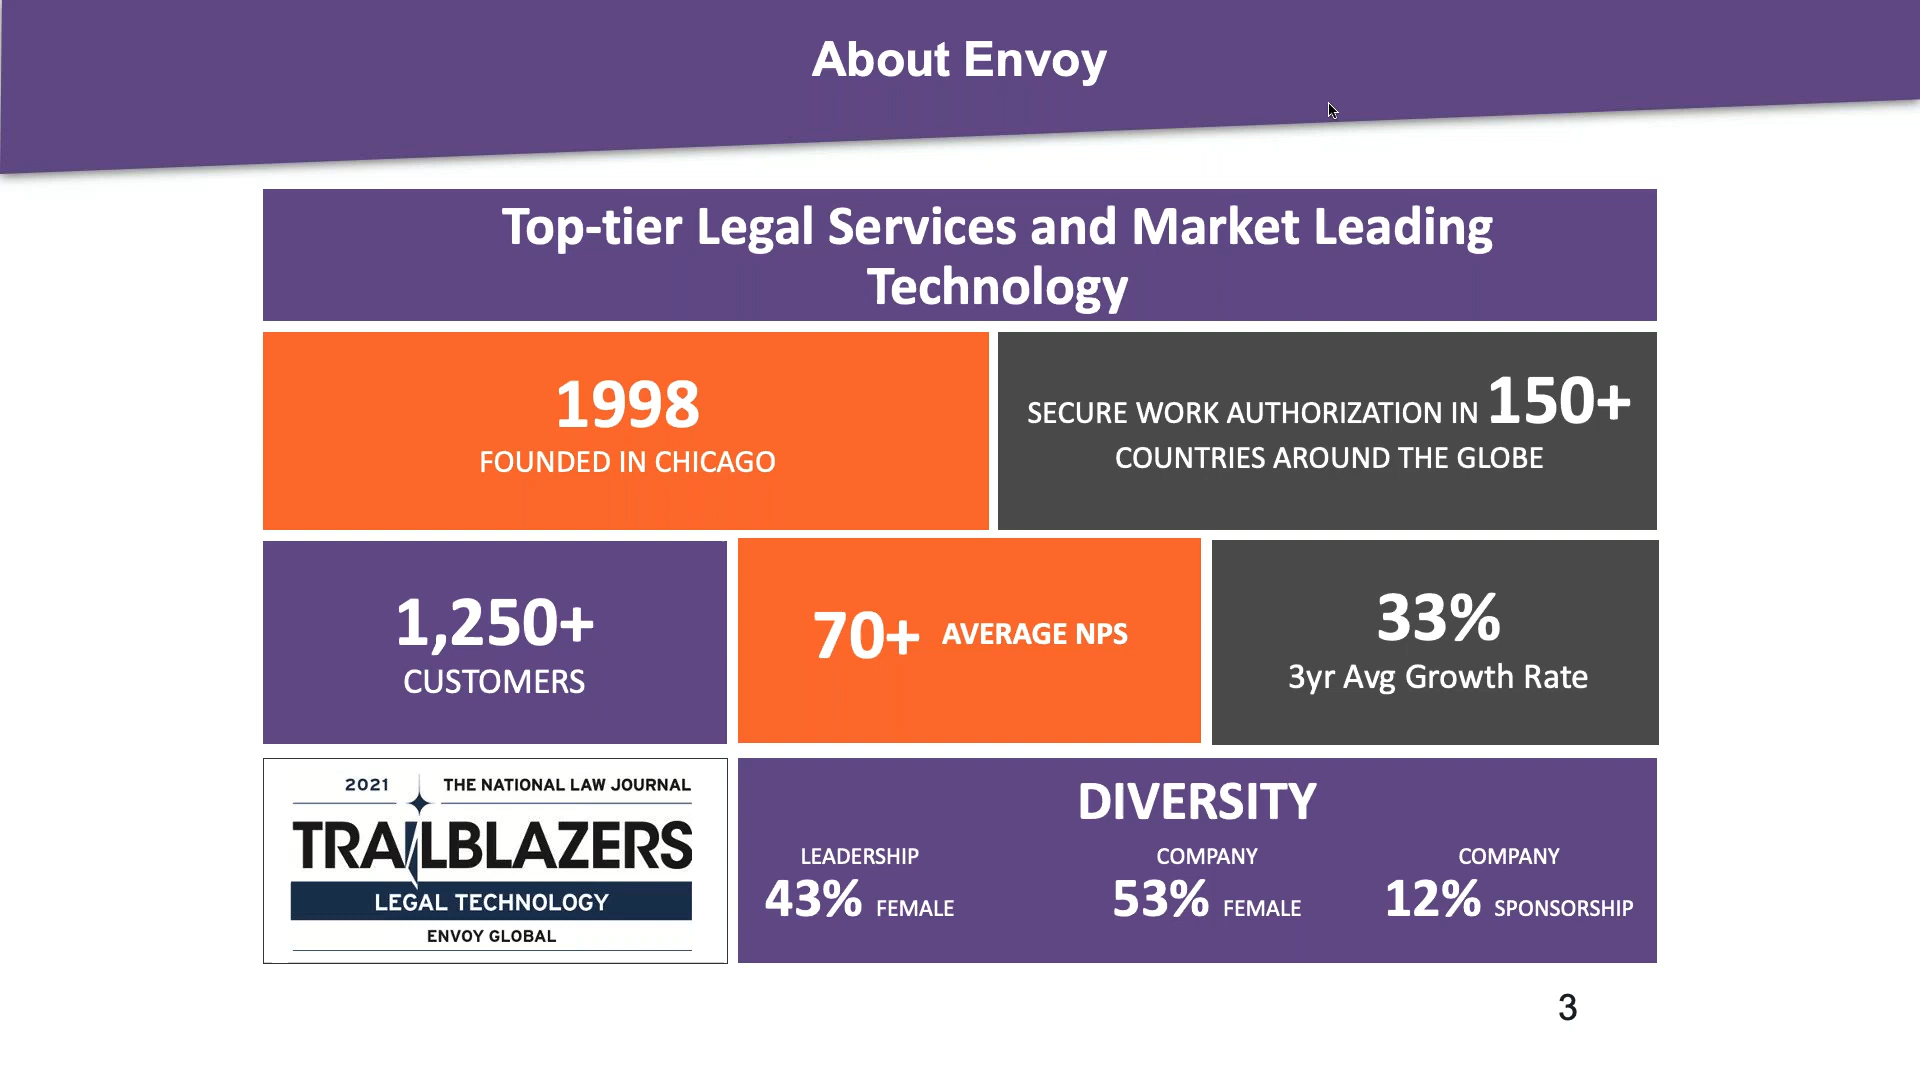 About Envoy
Top-tier Legal Services and Market Leading
Technology
1998
FOUNDED IN CHICAGO
SECURE WORK AUTHORIZATION IN 150+
COUNTRIES AROUND THE GLOBE
1,250+
CUSTOMERS
70+ AVERAGE NPS
33%
3yr Avg Growth Rate
2021 THE NATIONAL LAW JOURNAL
TRAILBLAZERS
LEGAL TECHNOLOGY
ENVOY GLOBAL
DIVERSITY
LEADERSHIP
43% FEMALE
COMPANY
53% FEMALE
COMPANY
12% SPONSORSHIP
3